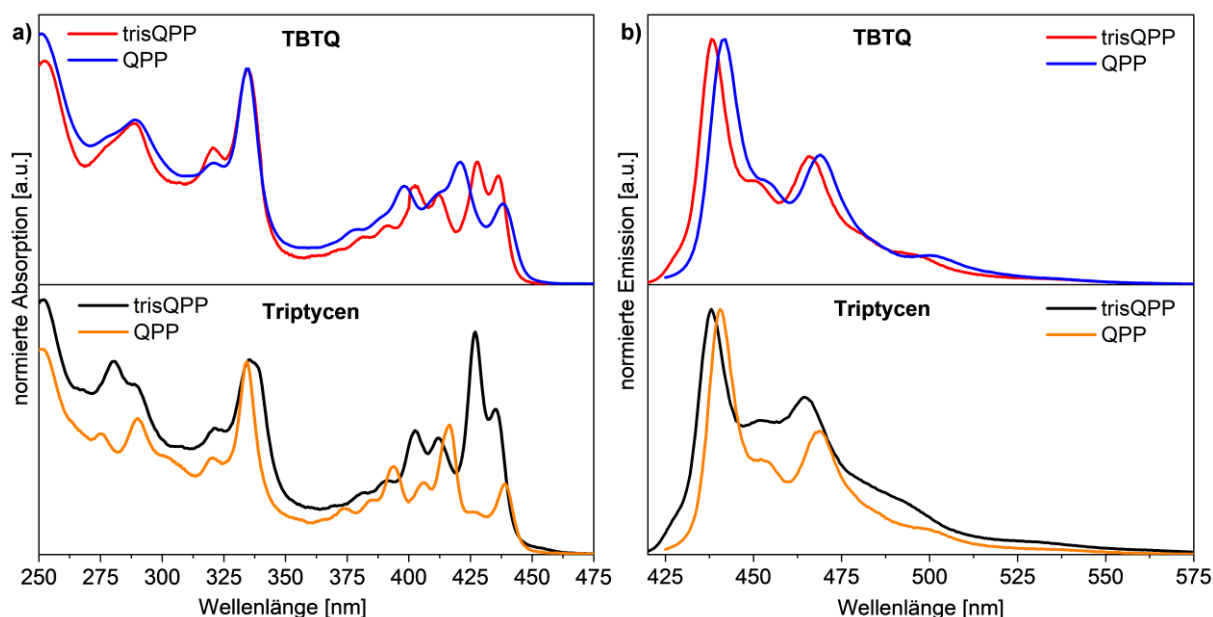 a)
TBTQ
trisQPP
QPP
Triptycen
trisQPP
QPP
normierte Absorption [a.u.]
250 275 300 325 350 375 400 425 450 475
Wellenlänge [nm]
b)
TBTQ
trisQPP
QPP
Triptycen
trisQPP
QPP
normierte Emission [a.u.]
425 450 475 500 525 550 575
Wellenlänge [nm]